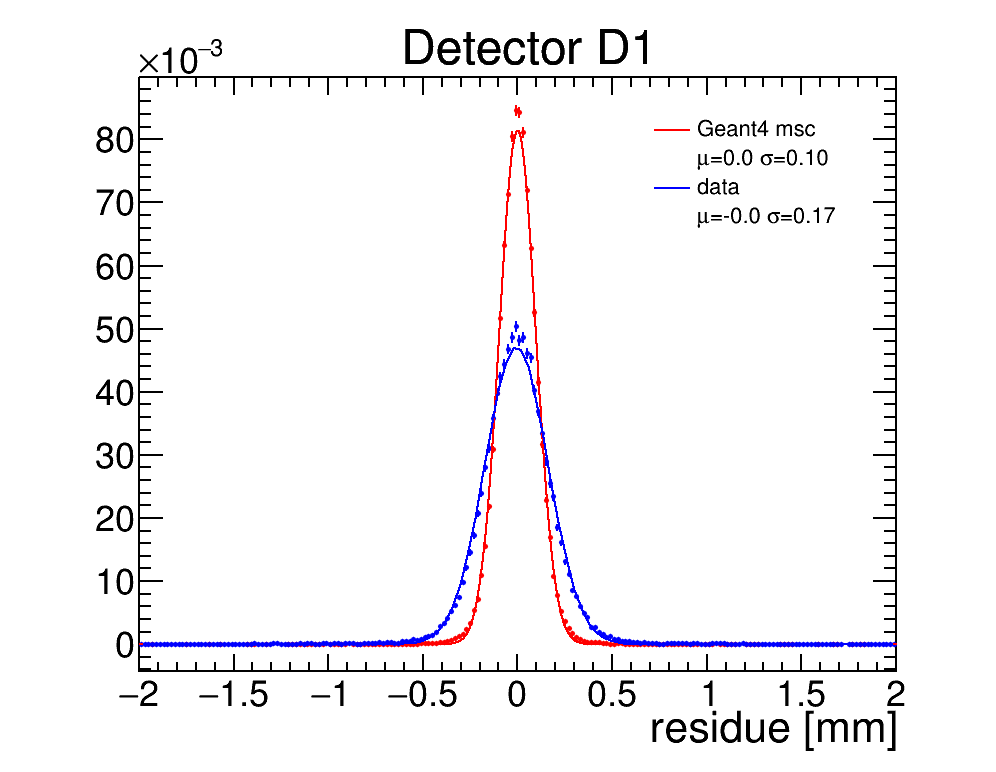 Detector D1
×10⁻³
Geant4 msc
μ=0.0 σ=0.10
data
μ=-0.0 σ=0.17
80
70
60
50
40
30
20
10
0
−2 −1.5 −1 −0.5 0 0.5 1 1.5 2
residue [mm]